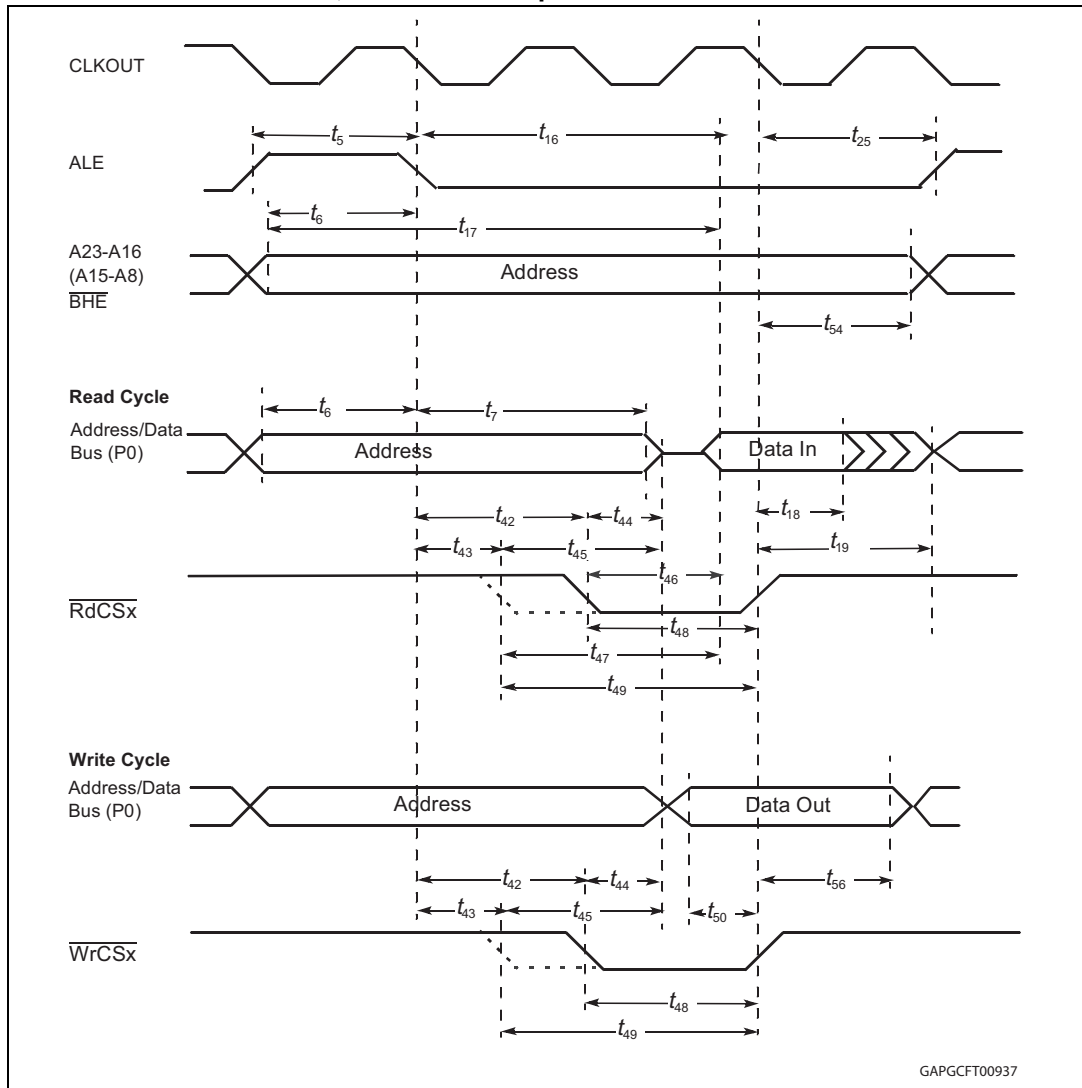 CLKOUT
t5
t16
t25
ALE
t6
t17
A23-A16
(A15-A8)
BHE
Address
t54
Read Cycle
t6
t7
Address/Data
Bus (P0)
Address
Data In
t18
t42
t44
t19
t43
t45
t46
RdCSx
t48
t47
t49
Write Cycle
Address/Data
Bus (P0)
Address
Data Out
t42
t44
t56
t43
t45
t50
WrCSx
t48
t49
GAPGCFT00937